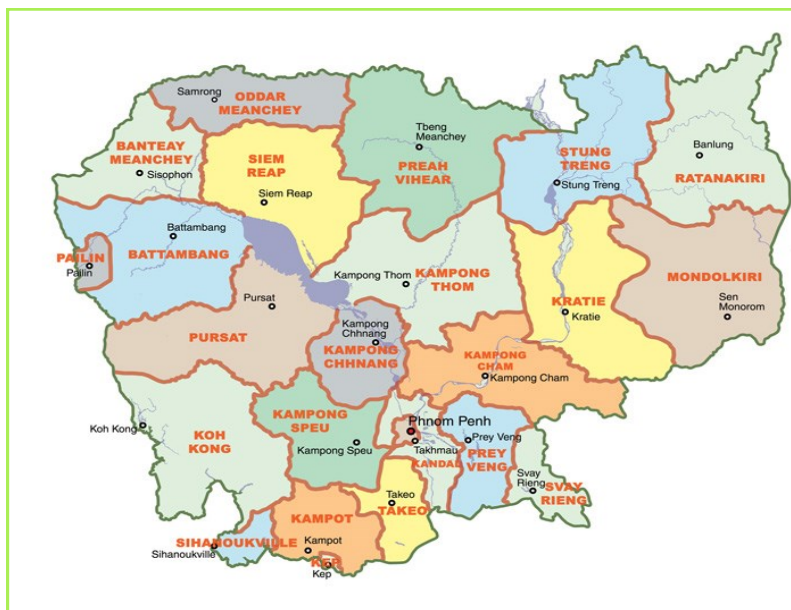 Samrong
ODDAR
MEANCHEY
BANTEAY
MEANCHEY
Sisophon
SIEM
REAP
Siem Reap
Tbeng
Meanchey
PREAH
VIHEAR
STUNG
TRENG
Stung Treng
Banlung
RATANAKIRI
Battambang
BATTAMBANG
PAILIN
Pailin
Kampong Thom
KAMPONG
THOM
KRATIE
Kratie
MONDOLKIRI
Sen
Monorom
Pursat
PURSAT
Kampong
Chhnang
KAMPONG
CHHNANG
KAMPONG
CHAM
Kampong Cham
Koh Kong
KOH
KONG
KAMPONG
SPEU
Kampong Speu
Phnom Penh
Takhmau
KANDAL
Prey Veng
PREY
VENG
Svay
Rieng
SVAY
RIENG
Takeo
TAKEO
KAMPOT
Kampot
SIHANOUKVILLE
Sihanoukville
KEP
Kep